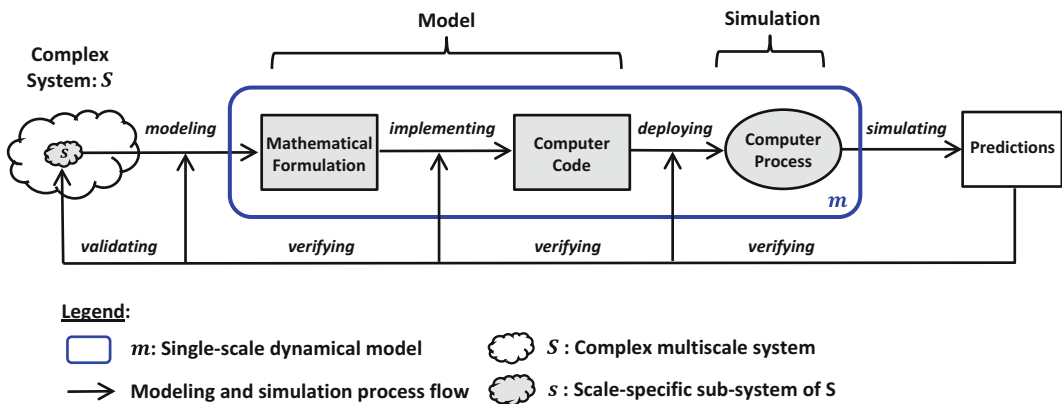 Model
Simulation
Complex
System: S
modeling
s
Mathematical
Formulation
implementing
Computer
Code
deploying
Computer
Process
simulating
Predictions
m
validating
verifying
verifying
verifying
Legend:
m: Single-scale dynamical model
S : Complex multiscale system
Modeling and simulation process flow
s : Scale-specific sub-system of S